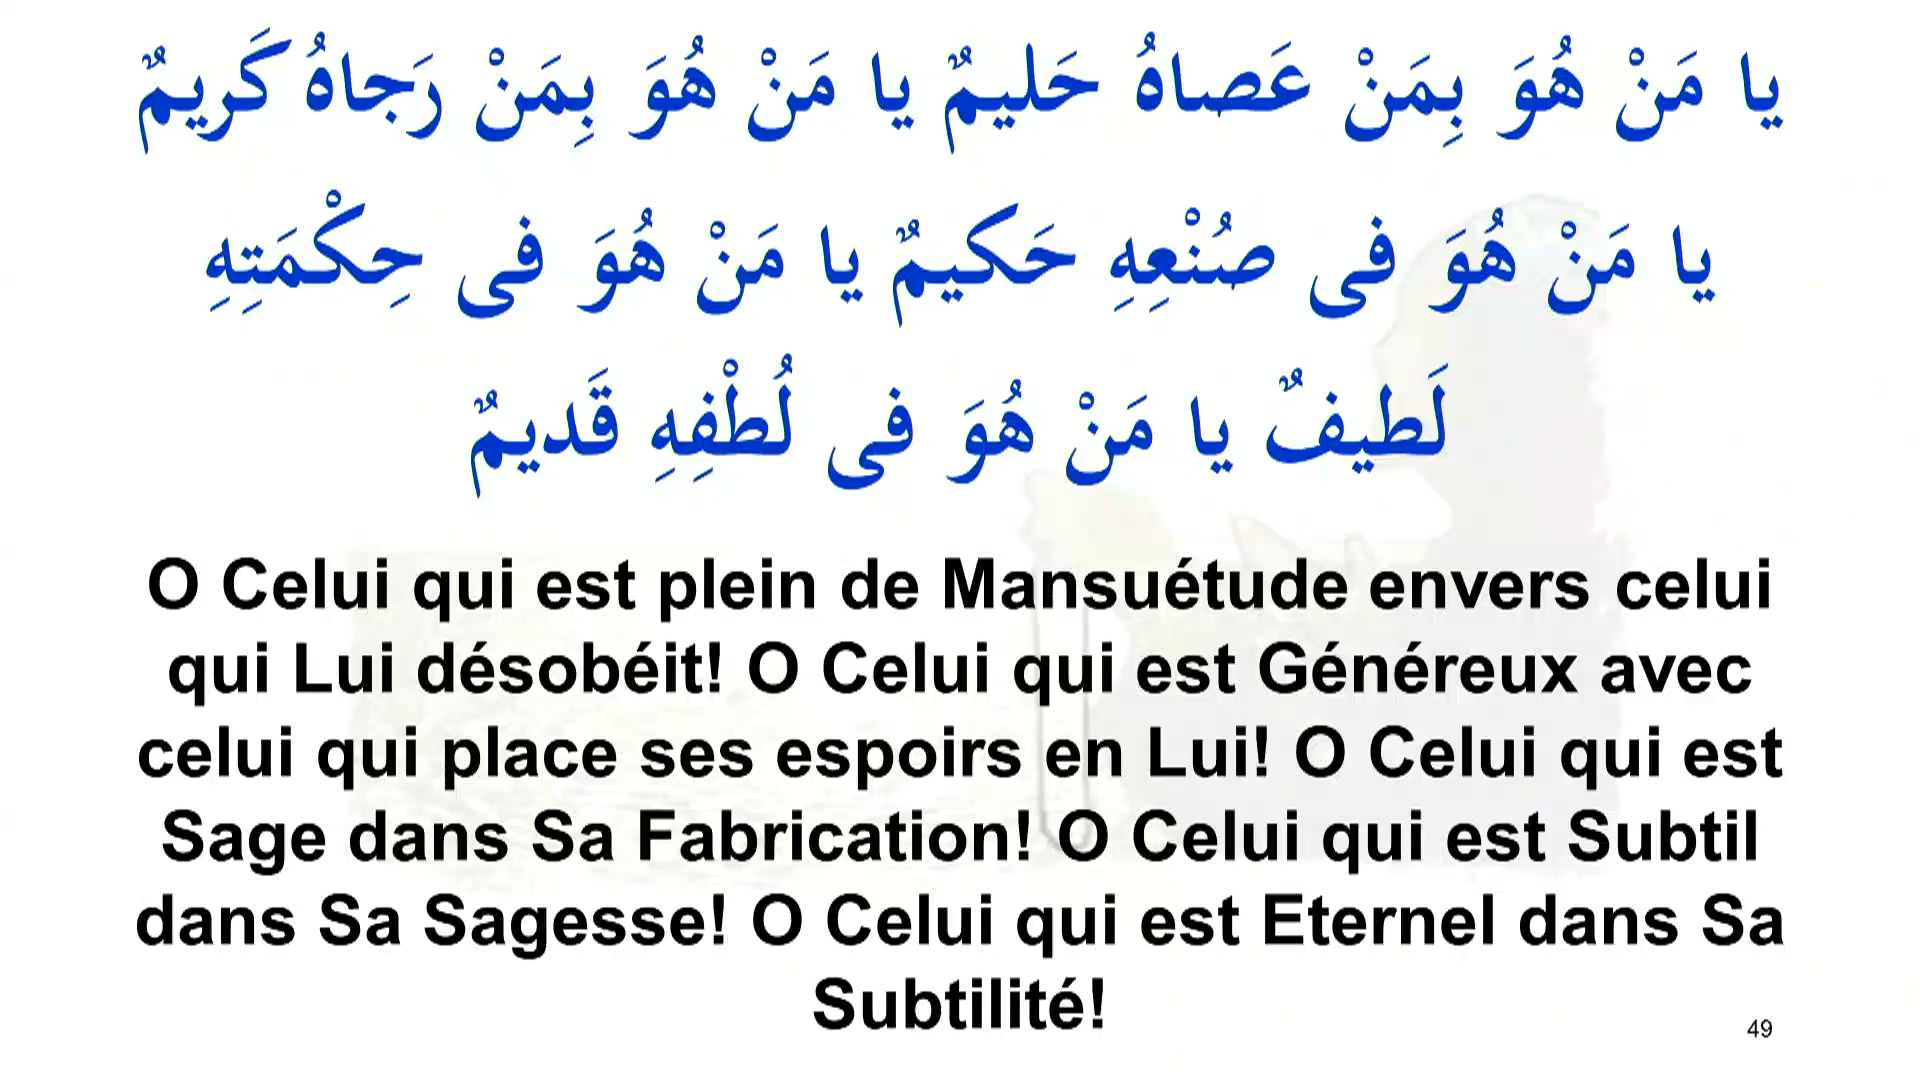 يا مَنْ هُوَ بِمَنْ عَصاهُ حَليمٌ يا مَنْ هُوَ بِمَنْ رَجاهُ كَريمٌ
يا مَنْ هُوَ فى صُنْعِهِ حَكيمٌ يا مَنْ هُوَ فى حِكْمَتِهِ
لَطيفٌ يا مَنْ هُوَ فى لُطْفِهِ قَديمٌ
O Celui qui est plein de Mansuétude envers celui
qui Lui désobéit! O Celui qui est Généreux avec
celui qui place ses espoirs en Lui! O Celui qui est
Sage dans Sa Fabrication! O Celui qui est Subtil
dans Sa Sagesse! O Celui qui est Eternel dans Sa
Subtilité!
49